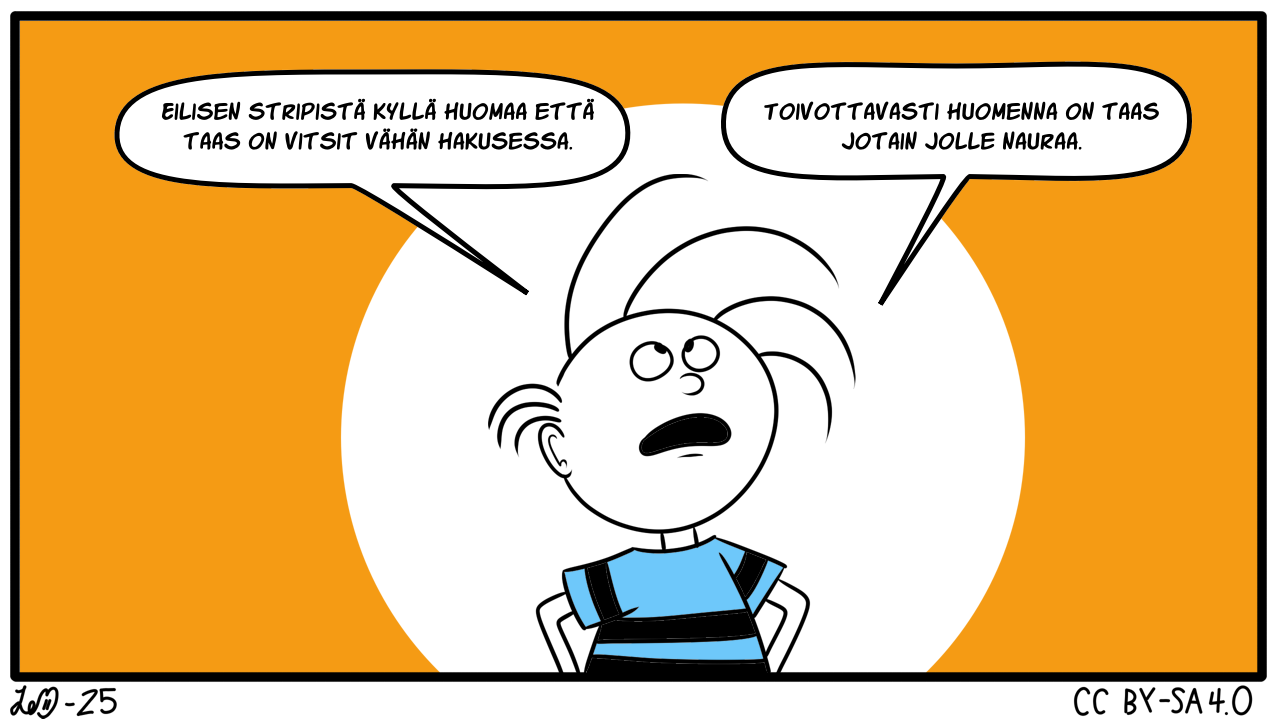 EILISEN STRIPISTÄ KYLLÄ HUOMAA ETTÄ
TAAS ON VITSIT VÄHÄN HAKUSESSA.
TOIVOTTAVASTI HUOMENNA ON TAAS
JOTAIN JOLLE NAURAA.
-25
CC BY-SA 4.0